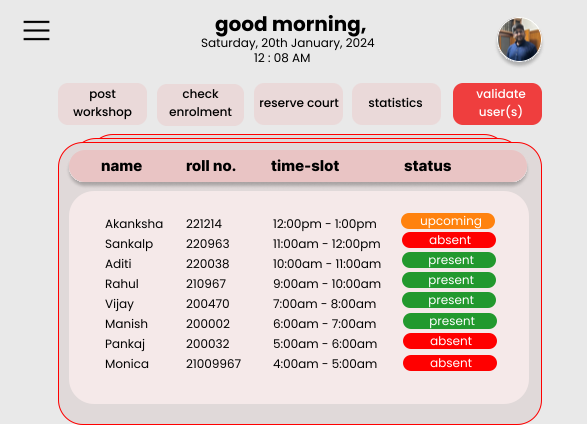 good morning,
Saturday, 20th January, 2024
12 : 08 AM
post workshop
check enrolment
reserve court
statistics
validate user(s)
name roll no. time-slot status
Akanksha 221214 12:00pm - 1:00pm upcoming
Sankalp 220963 11:00am - 12:00pm absent
Aditi 220038 10:00am - 11:00am present
Rahul 210967 9:00am - 10:00am present
Vijay 200470 7:00am - 8:00am present
Manish 200002 6:00am - 7:00am present
Pankaj 200032 5:00am - 6:00am absent
Monica 21009967 4:00am - 5:00am absent